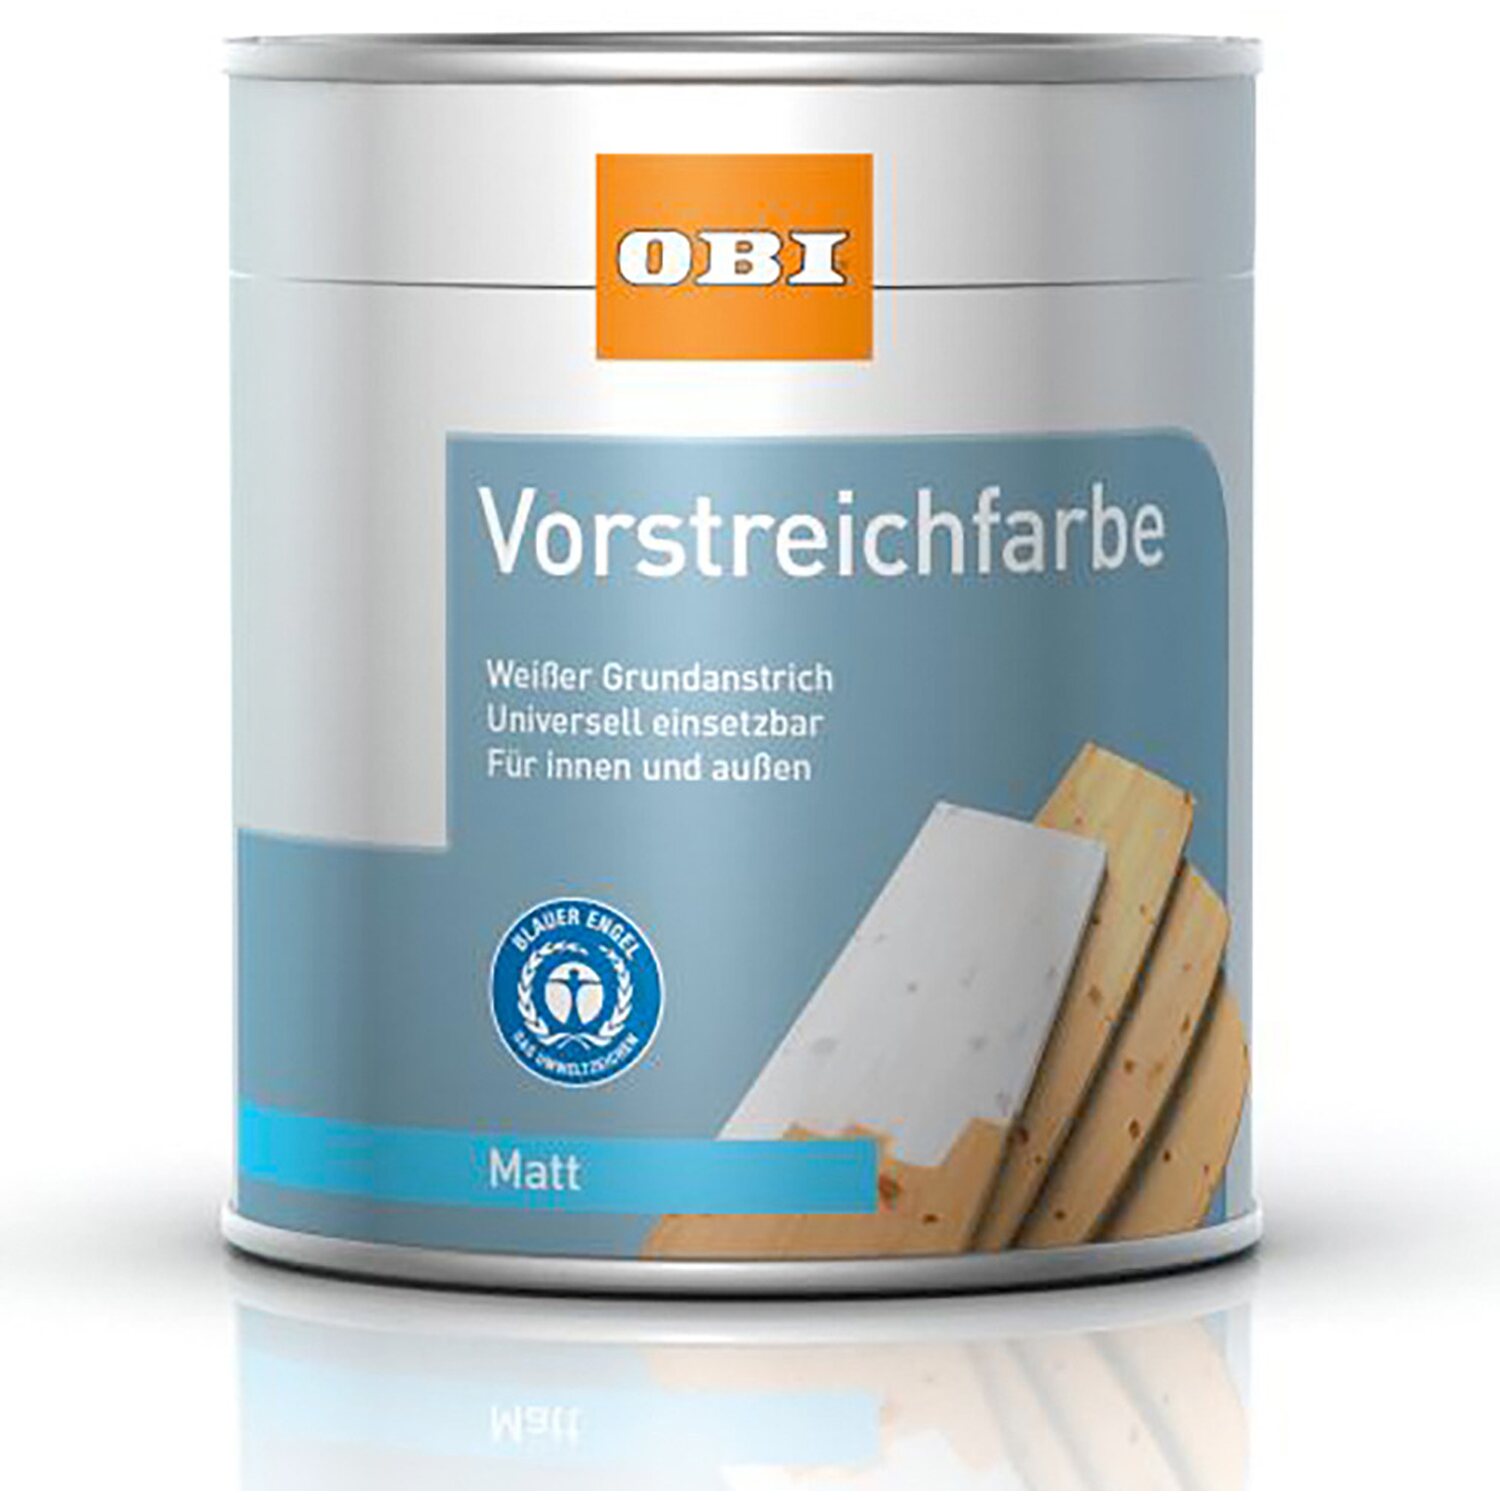 OBI
Vorstreichfarbe
Weißer Grundanstrich
Universell einsetzbar
Für innen und außen
BLAUER ENGEL
DAS UMWELTZEICHEN
Matt